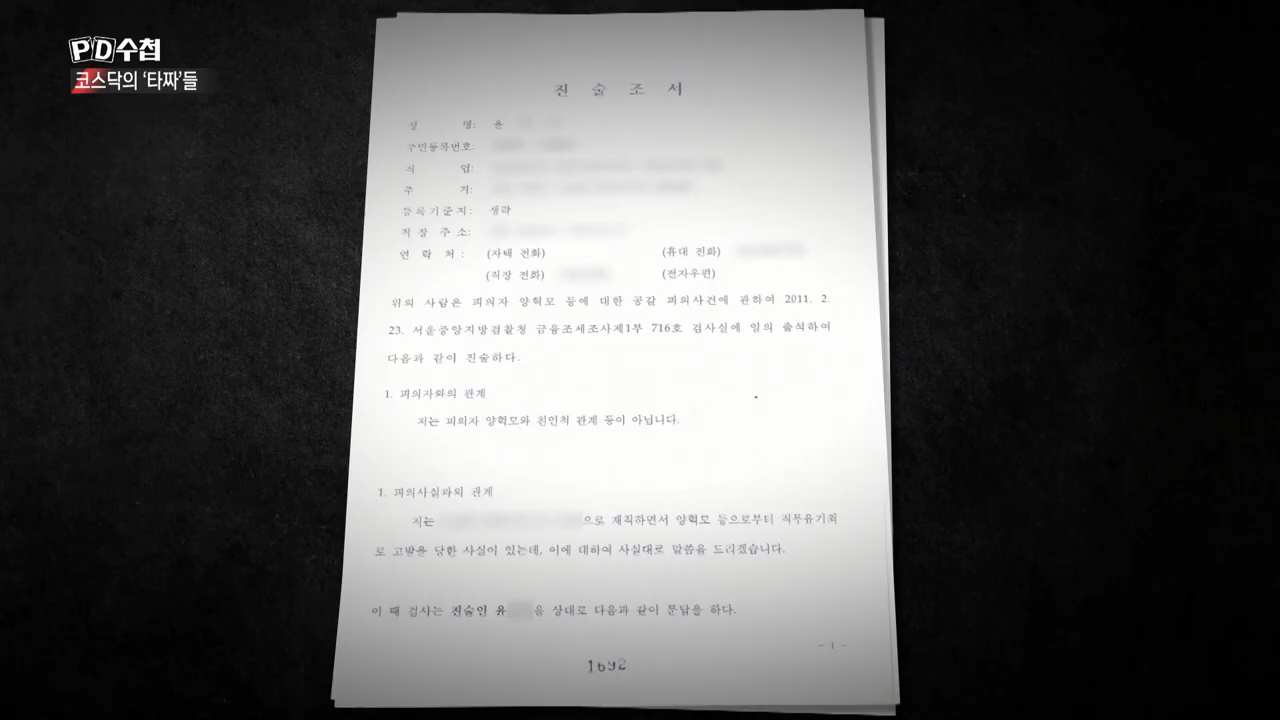 PD수첩
코스닥의 ‘타짜’들
진 술 조 서
성 명: 윤
주민등록번호:
직 업:
주 거:
등록기준지: 생략
직 장 주 소:
연 락 처 : (자택 전화) (휴대 전화)
(직장 전화) (전자우편)
위의 사람은 피의자 양혁모 등에 대한 공갈 피의사건에 관하여 2011. 2.
23. 서울중앙지방검찰청 금융조세조사제1부 716호 검사실에 임의 출석하여
다음과 같이 진술하다.
1. 피의자와의 관계
저는 피의자 양혁모와 친인척 관계 등이 아닙니다.
1. 피의사실과의 관계
저는 으로 재직하면서 양혁모 등으로부터 직무유기죄
로 고발을 당한 사실이 있는데, 이에 대하여 사실대로 말씀을 드리겠습니다.
이 때 검사는 진술인 윤 을 상대로 다음과 같이 문답을 하다.
- 1 -
1692